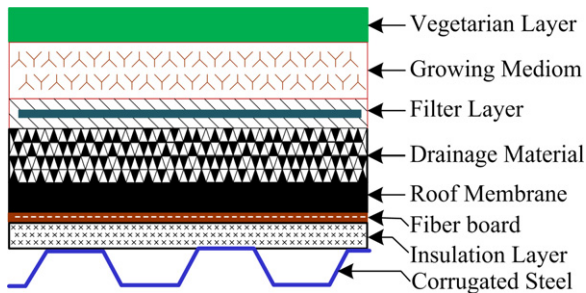 Vegetarian Layer
Growing Mediom
Filter Layer
Drainage Material
Roof Membrane
Fiber board
Insulation Layer
Corrugated Steel